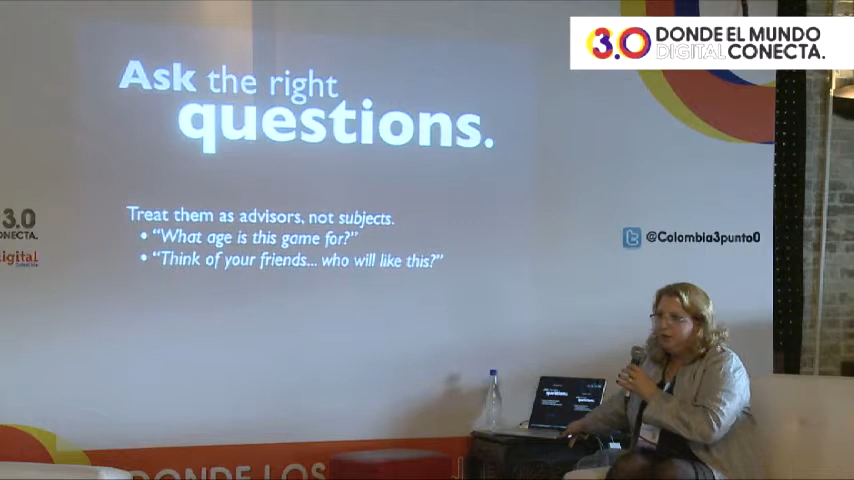 3.0 DONDE EL MUNDO
DIGITAL CONECTA.
Ask the right
questions.
Treat them as advisors, not subjects.
• “What age is this game for?”
• “Think of your friends... who will like this?”
3.0
CONECTA.
digital
@Colombia3punto0
DONDE LOS